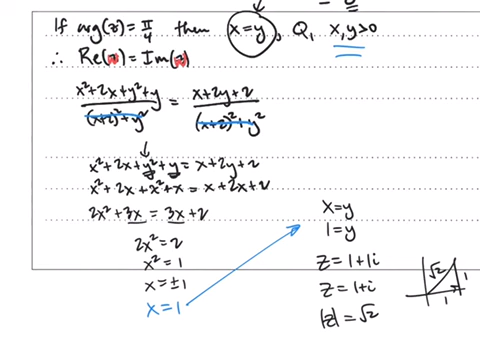 If arg(z) = π/4 then x=y, Q, x,y>0
∴ Re(z) = Im(z)
(x²+2x+y²+y)/((x+2)²+y²) = (x+2y+2)/((x+2)²+y²)
x²+2x+y²+y = x+2y+2
x²+2x+x²+x = x+2x+2
2x²+3x = 3x+2
2x² = 2
x² = 1
x = ±1
x = 1
x=y
1=y
z = 1+1i
z = 1+i
|z| = √2
√2
1
1